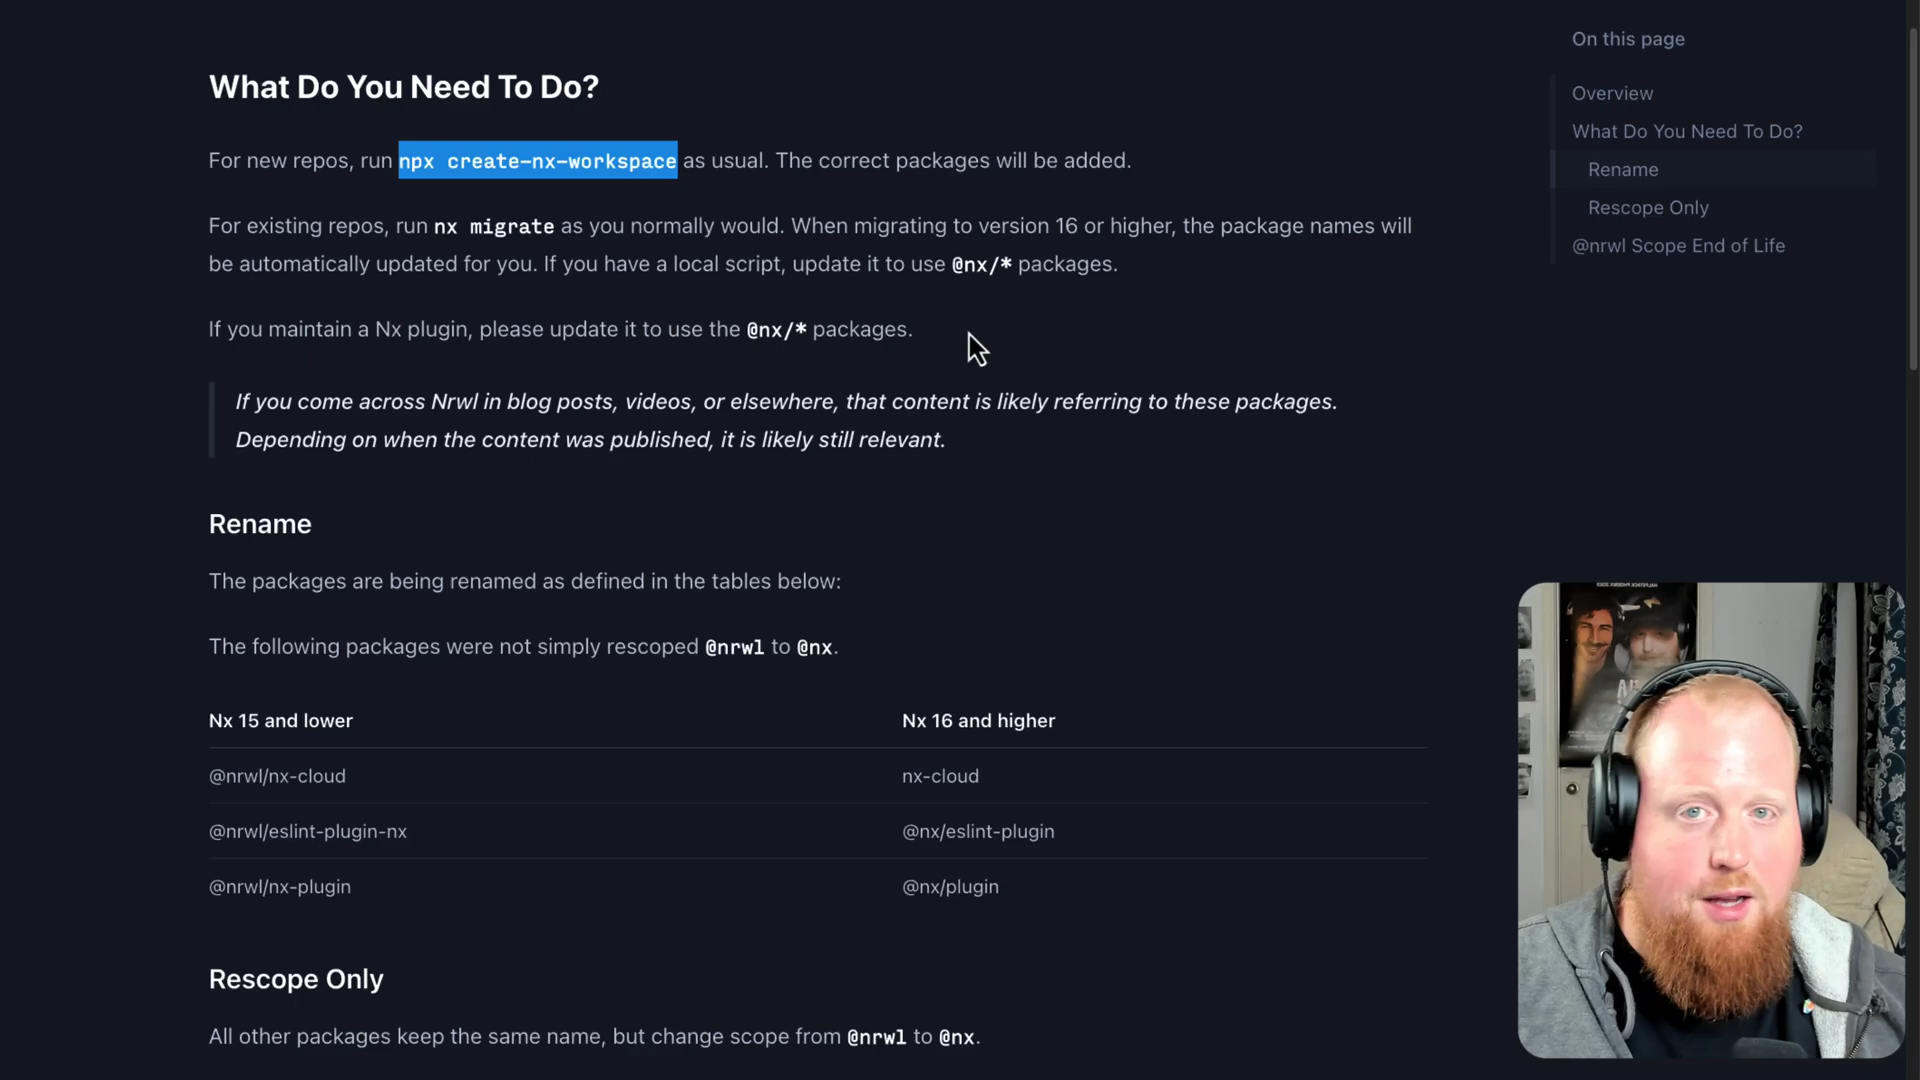 What Do You Need To Do?
For new repos, run npx create-nx-workspace as usual. The correct packages will be added.
For existing repos, run nx migrate as you normally would. When migrating to version 16 or higher, the package names will
be automatically updated for you. If you have a local script, update it to use @nx/* packages.
If you maintain a Nx plugin, please update it to use the @nx/* packages.
If you come across Nrwl in blog posts, videos, or elsewhere, that content is likely referring to these packages.
Depending on when the content was published, it is likely still relevant.
Rename
The packages are being renamed as defined in the tables below:
The following packages were not simply rescoped @nrwl to @nx.
Nx 15 and lower Nx 16 and higher
@nrwl/nx-cloud nx-cloud
@nrwl/eslint-plugin-nx @nx/eslint-plugin
@nrwl/nx-plugin @nx/plugin
Rescope Only
All other packages keep the same name, but change scope from @nrwl to @nx.
On this page
Overview
What Do You Need To Do?
Rename
Rescope Only
@nrwl Scope End of Life